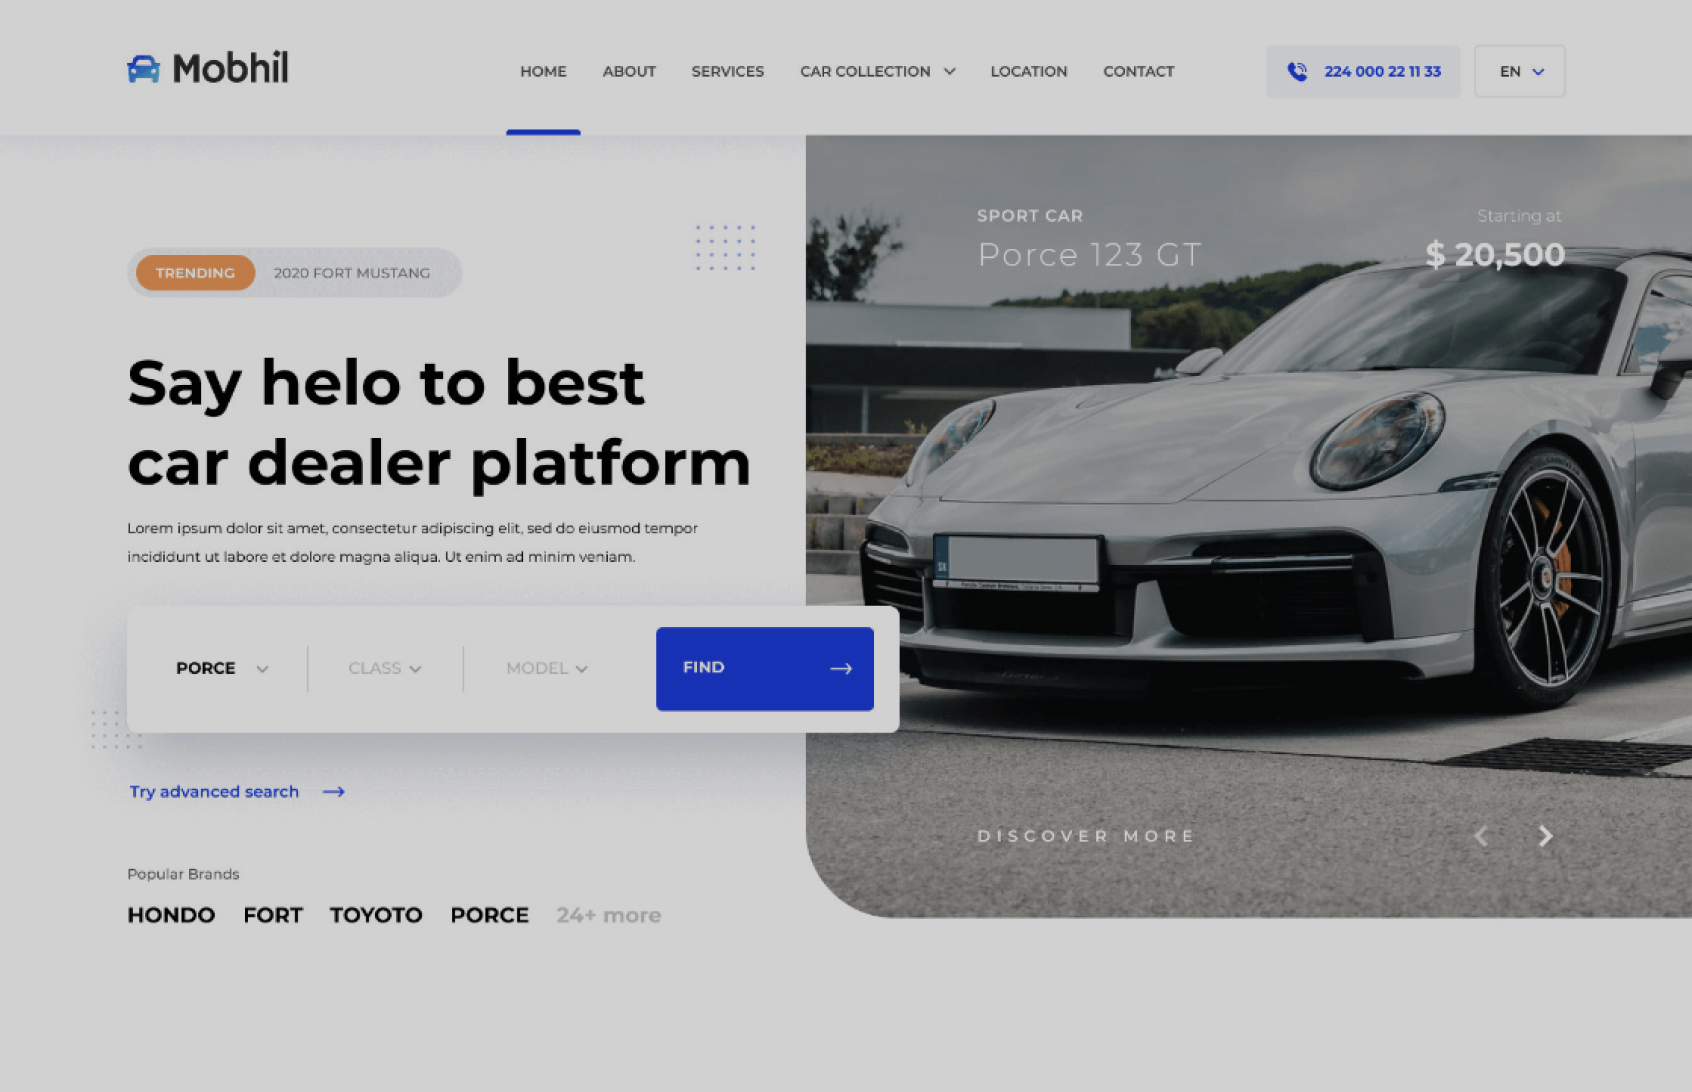 Mobhil
HOME ABOUT SERVICES CAR COLLECTION LOCATION CONTACT
224 000 22 11 33
EN
TRENDING 2020 FORT MUSTANG
Say helo to best
car dealer platform
Lorem ipsum dolor sit amet, consectetur adipiscing elit, sed do eiusmod tempor
incididunt ut labore et dolore magna aliqua. Ut enim ad minim veniam.
PORCE CLASS MODEL FIND
Try advanced search
Popular Brands
HONDO FORT TOYOTO PORCE 24+ more
SPORT CAR
Porce 123 GT
Starting at
$ 20,500
SK
DISCOVER MORE